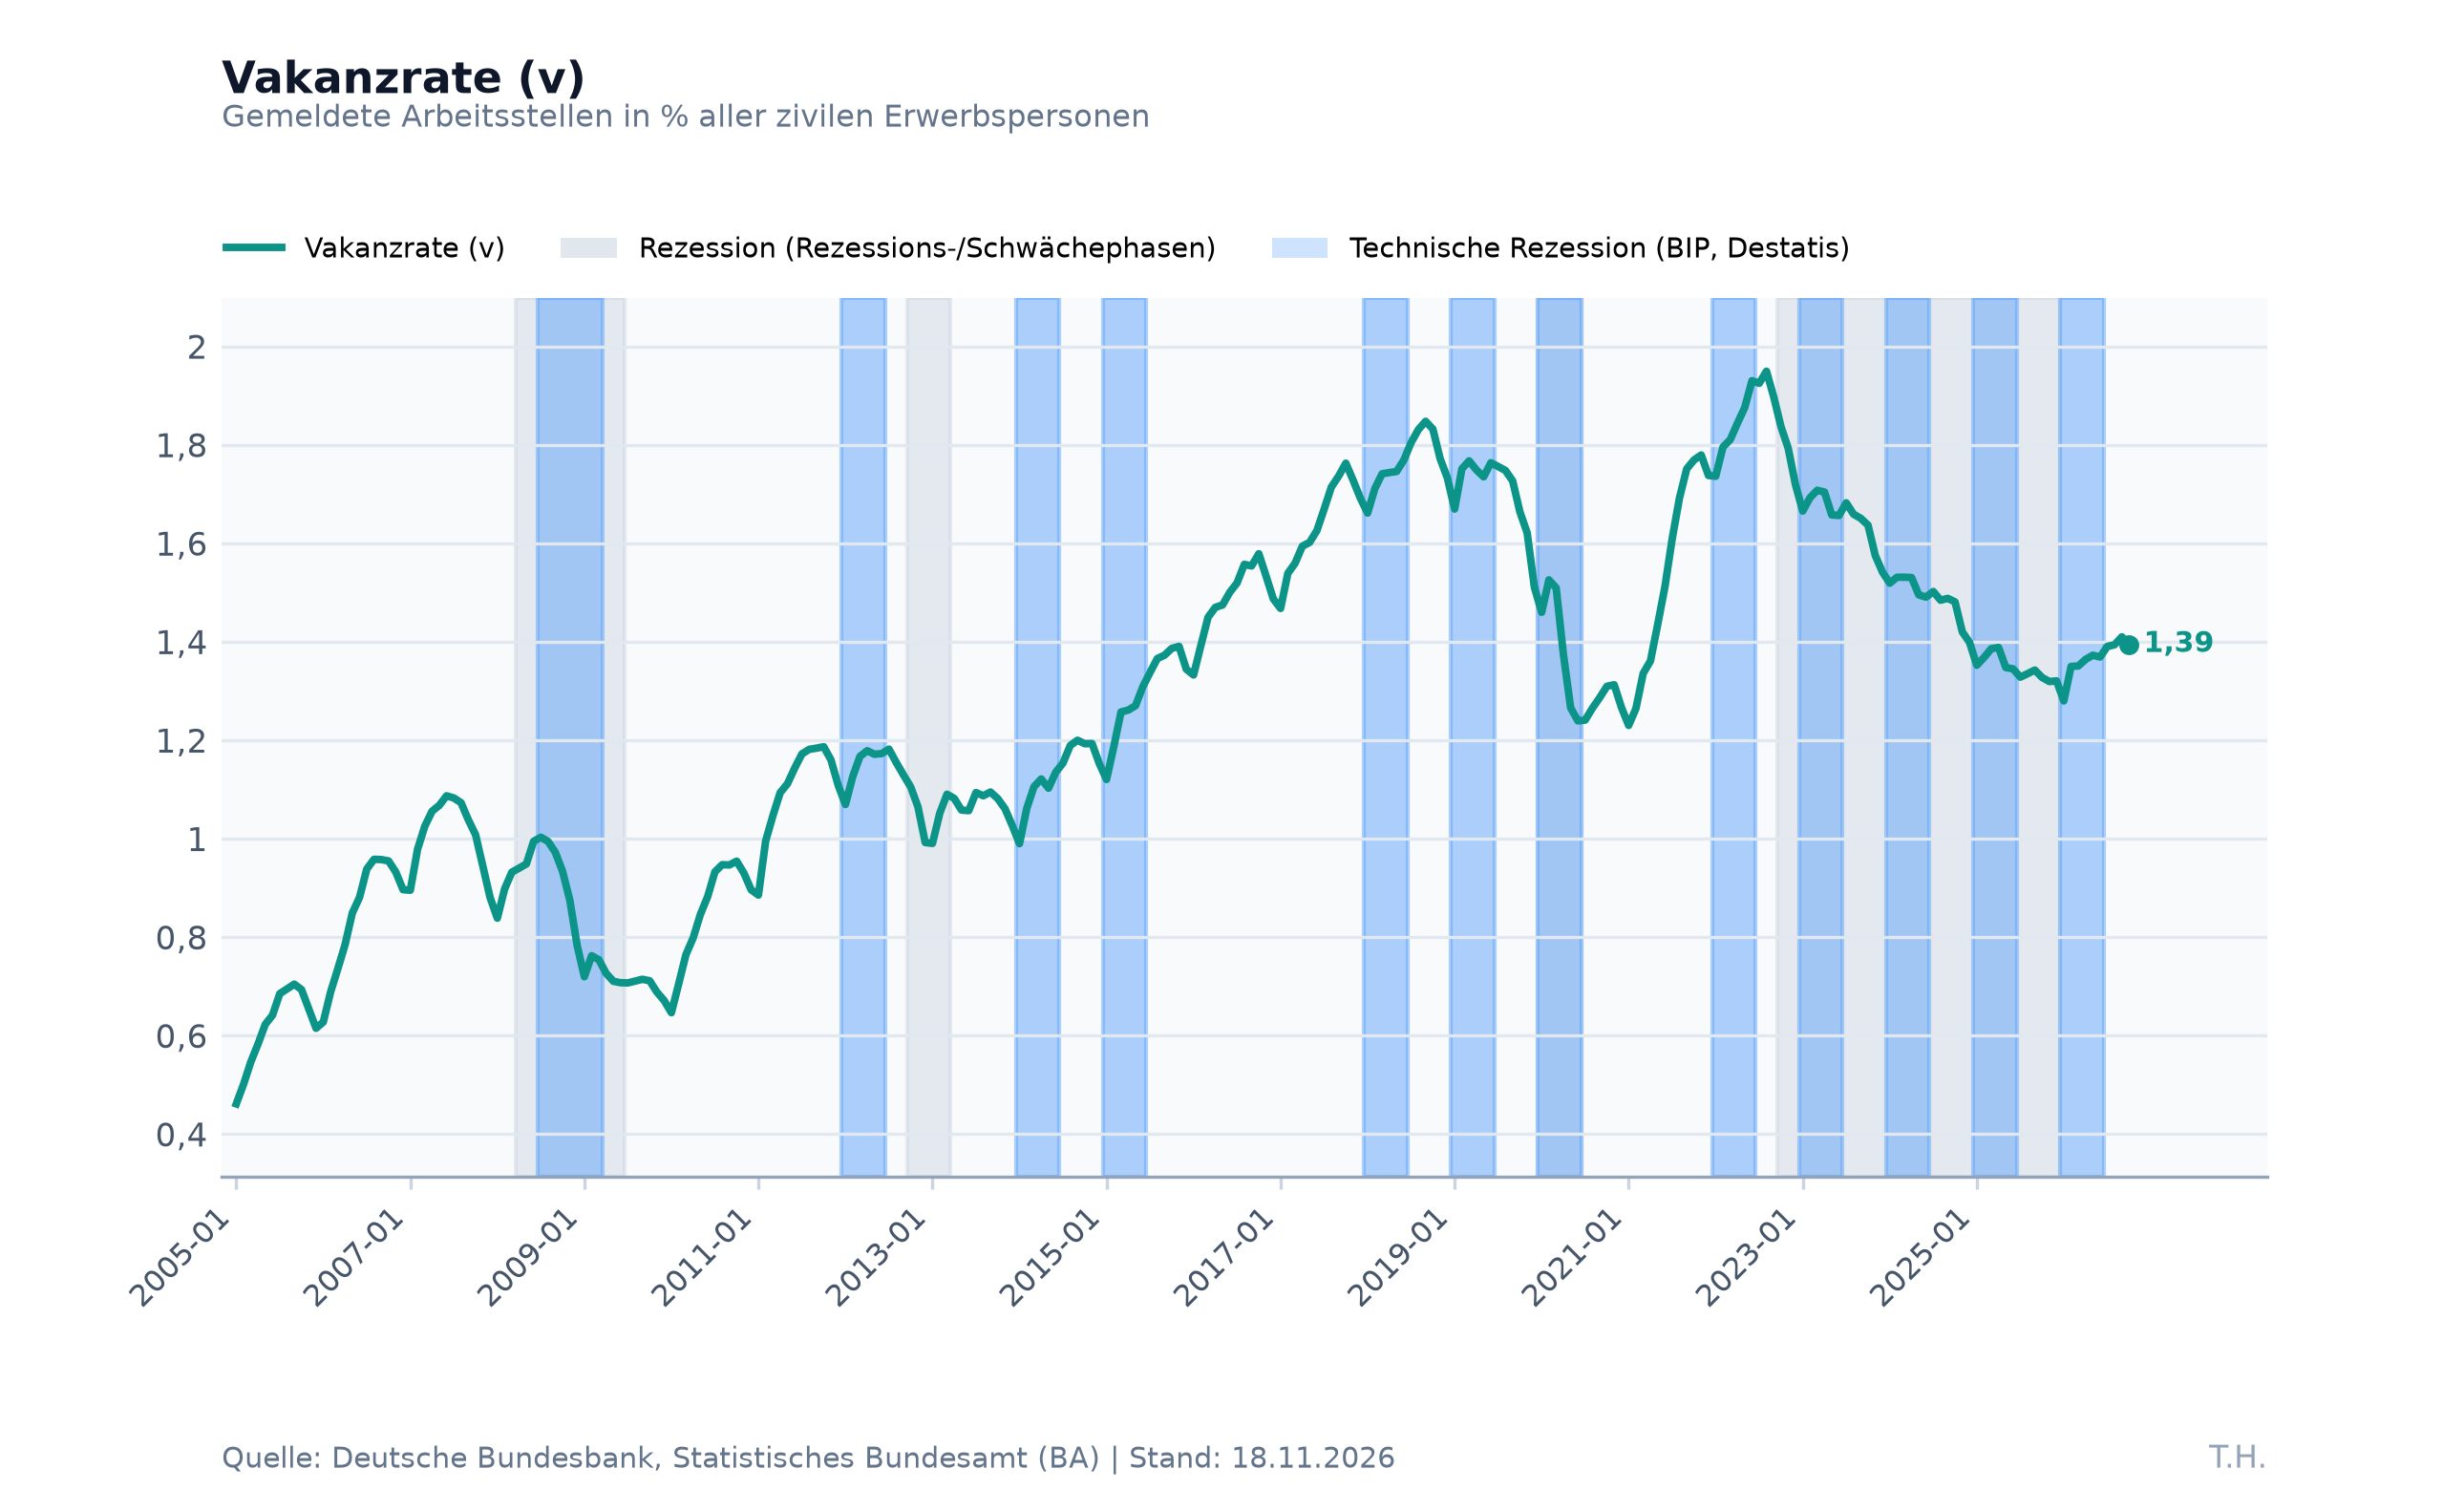 Vakanzrate (v)
Gemeldete Arbeitsstellen in % aller zivilen Erwerbspersonen
Vakanzrate (v) Rezession (Rezessions-/Schwächephasen) Technische Rezession (BIP, Destatis)
2
1,8
1,6
1,4
1,2
1
0,8
0,6
0,4
1,39
2005-01 2007-01 2009-01 2011-01 2013-01 2015-01 2017-01 2019-01 2021-01 2023-01 2025-01
Quelle: Deutsche Bundesbank, Statistisches Bundesamt (BA) | Stand: 18.11.2026 T.H.